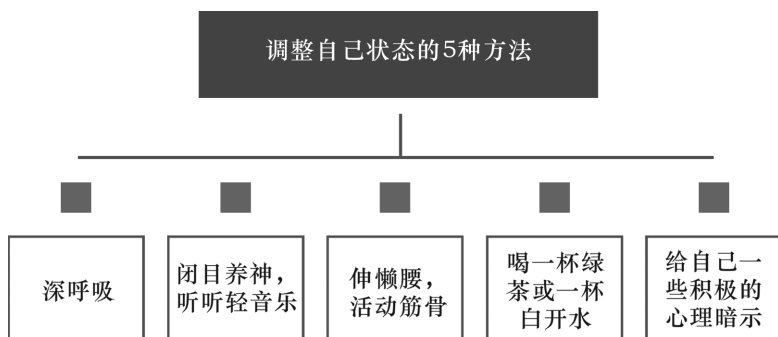 调整自己状态的5种方法
深呼吸
闭目养神，
听听轻音乐
伸懒腰，
活动筋骨
喝一杯绿
茶或一杯
白开水
给自己一
些积极的
心理暗示